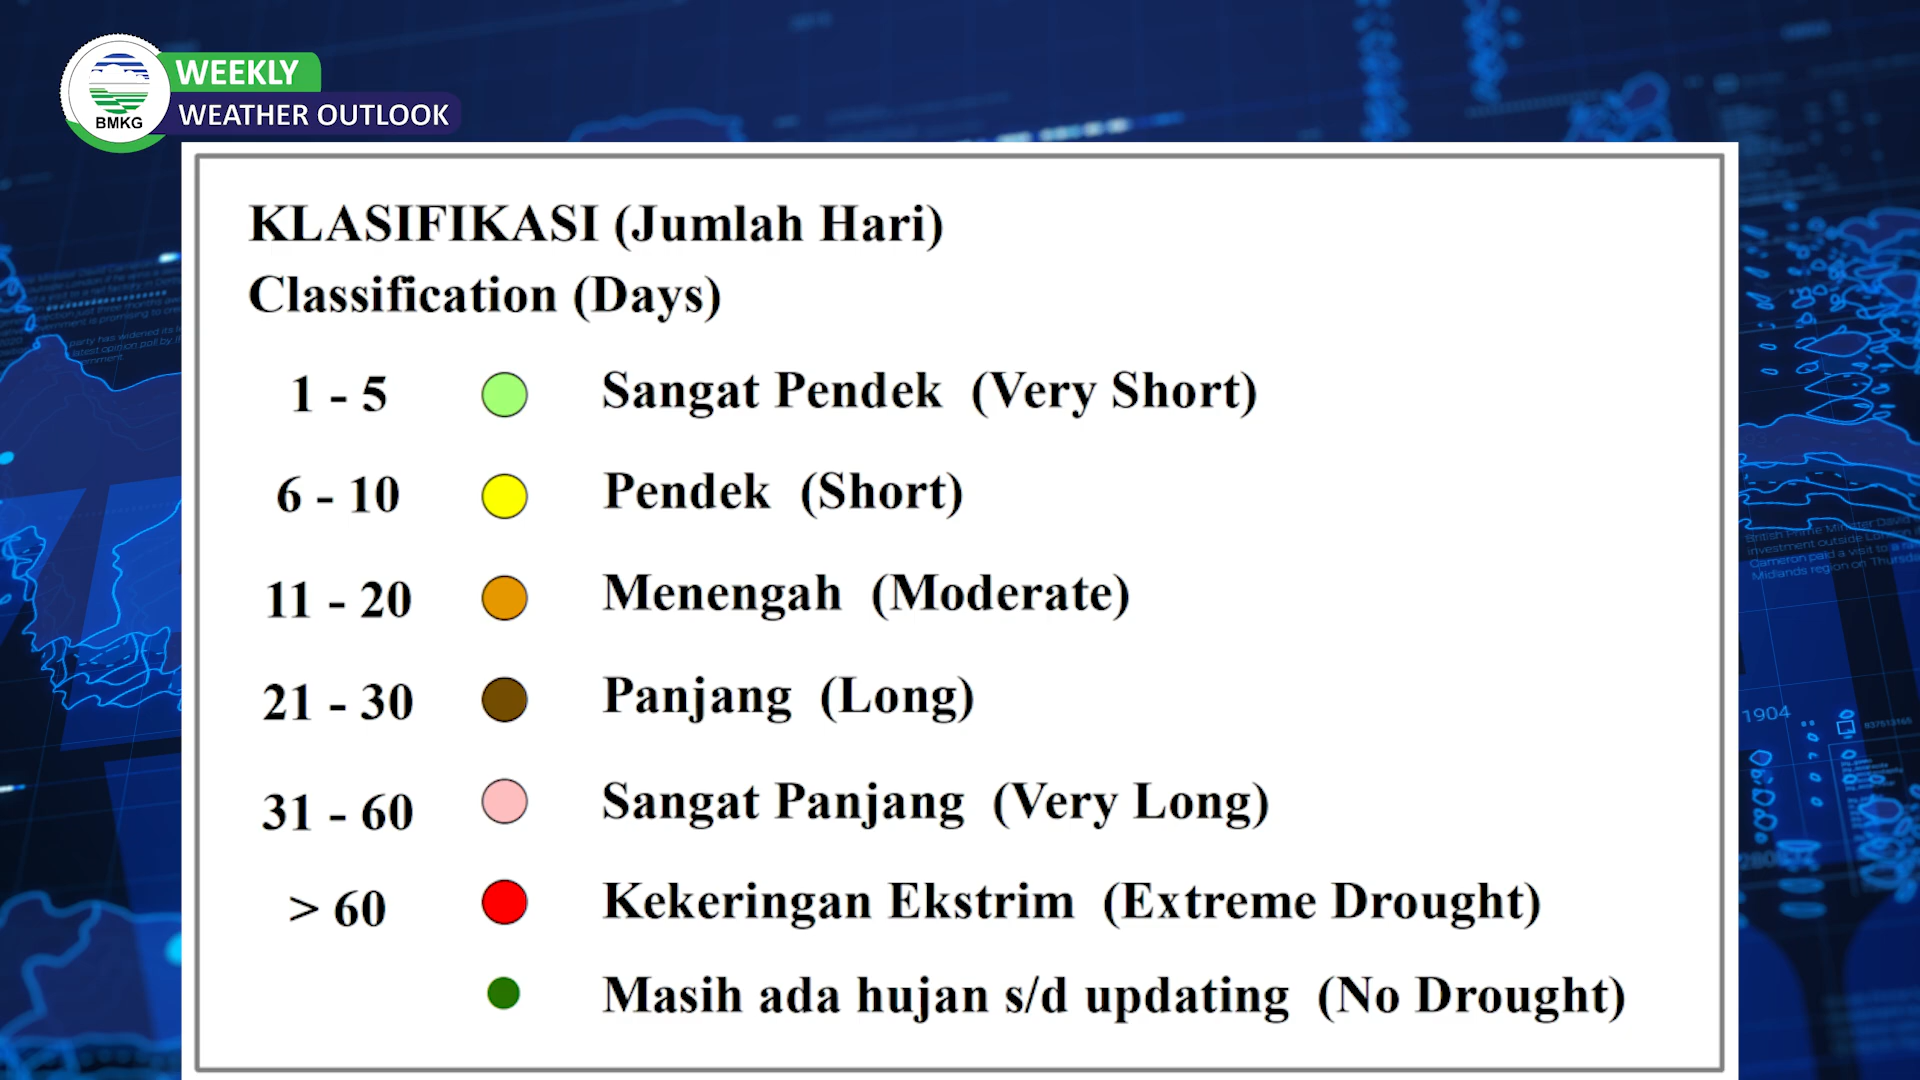 WEEKLY
WEATHER OUTLOOK
BMKG
KLASIFIKASI (Jumlah Hari)
Classification (Days)
1 - 5 Sangat Pendek (Very Short)
6 - 10 Pendek (Short)
11 - 20 Menengah (Moderate)
21 - 30 Panjang (Long)
31 - 60 Sangat Panjang (Very Long)
> 60 Kekeringan Ekstrim (Extreme Drought)
Masih ada hujan s/d updating (No Drought)
1904